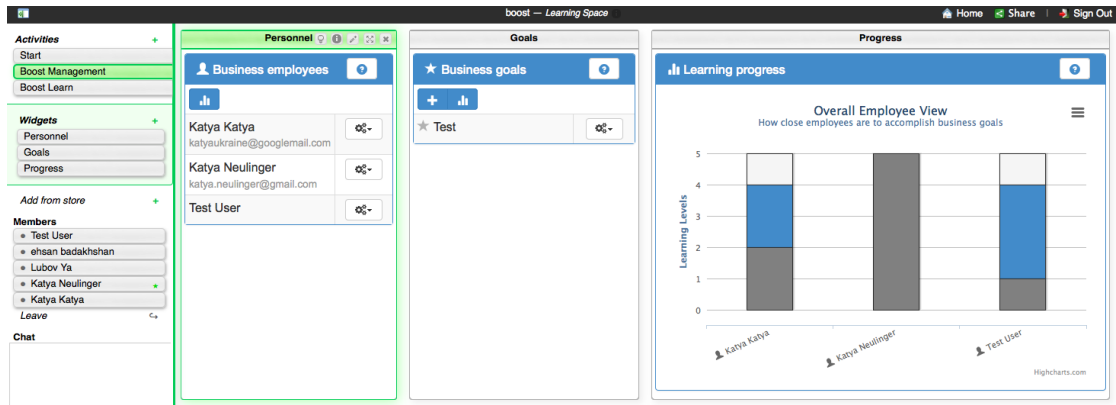 boost — Learning Space
Home
Share
Sign Out
Activities
Start
Boost Management
Boost Learn
Widgets
Personnel
Goals
Progress
Add from store
Members
Test User
ehsan badakhshan
Lubov Ya
Katya Neulinger
Katya Katya
Leave
Chat
Personnel
Business employees
Katya Katya
katyaukraine@googlemail.com
Katya Neulinger
katya.neulinger@gmail.com
Test User
Goals
Business goals
Test
Progress
Learning progress
Overall Employee View
How close employees are to accomplish business goals
Learning Levels
5
4
3
2
1
0
Katya Katya
Katya Neulinger
Test User
Highcharts.com